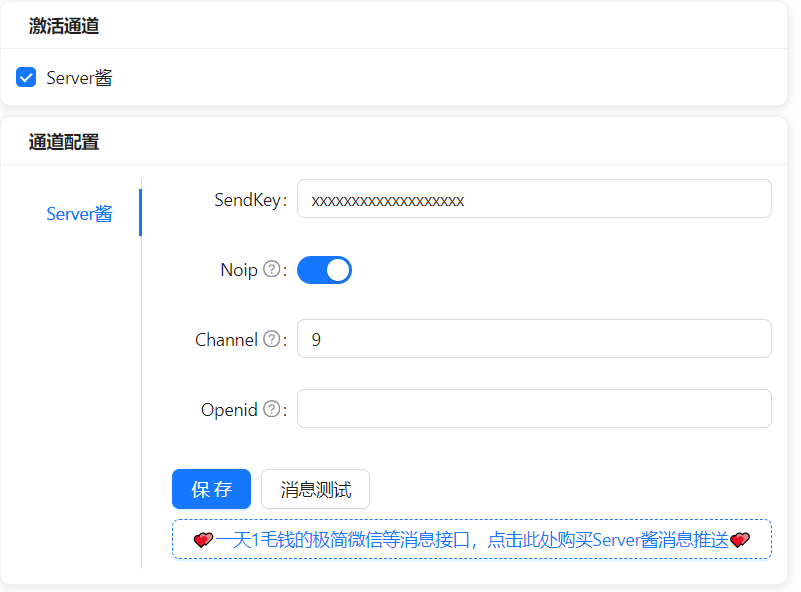 激活通道
Server酱
通道配置
Server酱
SendKey:
xxxxxxxxxxxxxxxxxxx
Noip ? :
Channel ? :
9
Openid ? :
保 存
消息测试
💕一天1毛钱的极简微信等消息接口，点击此处购买Server酱消息推送💕